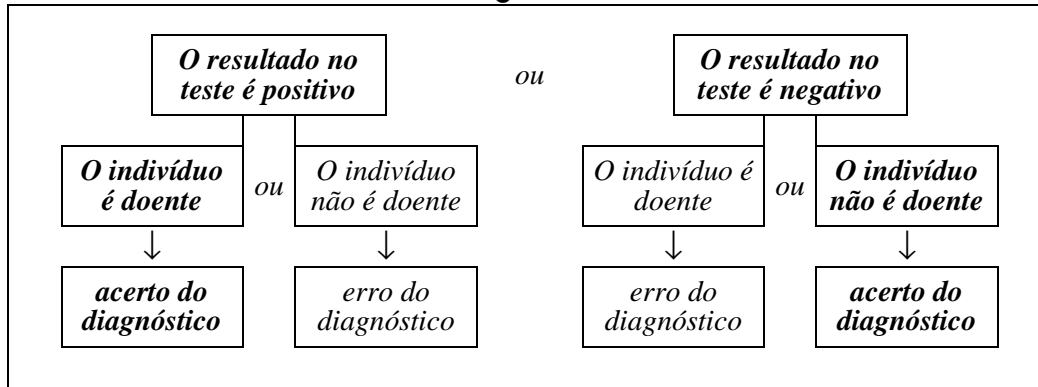 O resultado no
teste é positivo
ou
O resultado no
teste é negativo
O indivíduo
é doente
ou
O indivíduo
não é doente
O indivíduo é
doente
ou
O indivíduo
não é doente
↓
↓
↓
↓
acerto do
diagnóstico
erro do
diagnóstico
erro do
diagnóstico
acerto do
diagnóstico